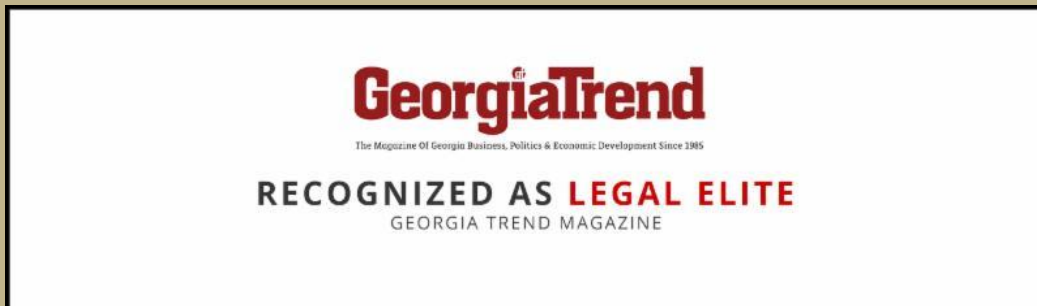 GeorgiaTrend
The Magazine Of Georgia Business, Politics & Economic Development Since 1985
RECOGNIZED AS LEGAL ELITE
GEORGIA TREND MAGAZINE